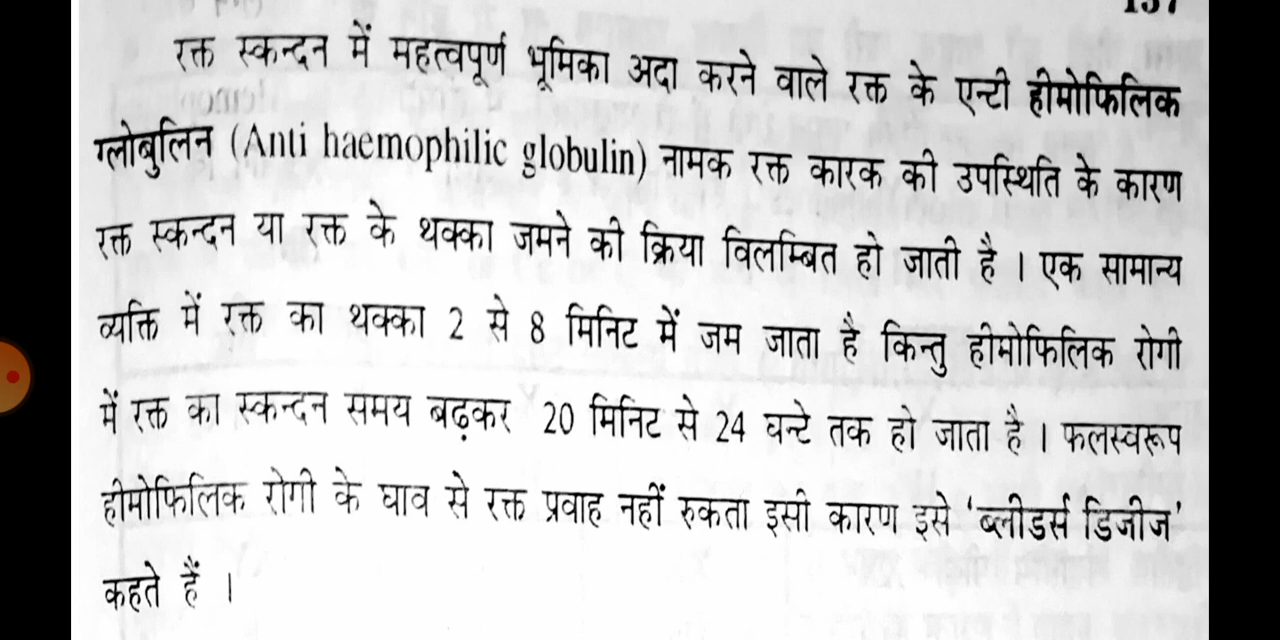 रक्त स्कन्दन में महत्वपूर्ण भूमिका अदा करने वाले रक्त के एन्टी हीमोफिलिक
ग्लोबुलिन (Anti haemophilic globulin) नामक रक्त कारक की उपस्थिति के कारण
रक्त स्कन्दन या रक्त के थक्का जमने की क्रिया विलम्बित हो जाती है । एक सामान्य
व्यक्ति में रक्त का थक्का 2 से 8 मिनिट में जम जाता है किन्तु हीमोफिलिक रोगी
में रक्त का स्कन्दन समय बढ़कर 20 मिनिट से 24 घन्टे तक हो जाता है । फलस्वरूप
हीमोफिलिक रोगी के घाव से रक्त प्रवाह नहीं रुकता इसी कारण इसे ‘ब्लीडर्स डिजीज’
कहते हैं ।